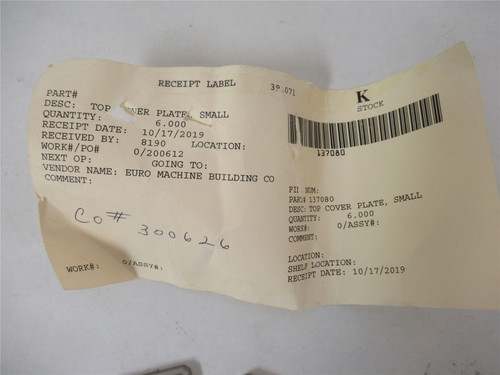 RECEIPT LABEL
PART#
DESC: TOP COVER PLATE, SMALL
QUANTITY: 6.000
RECEIPT DATE: 10/17/2019
RECEIVED BY: 8190 LOCATION:
WORK#/PO# 0/200612
NEXT OP: GOING TO:
VENDOR NAME: EURO MACHINE BUILDING CO
COMMENT:
CO# 300626
WORK#: 0/ASSY#:
K
STOCK
137080
NUM:
PART# 137080
DESC: TOP COVER PLATE, SMALL
QUANTITY: 6.000
WORK#: 0/ASSY#:
COMMENT:
LOCATION:
SHELF LOCATION:
RECEIPT DATE: 10/17/2019